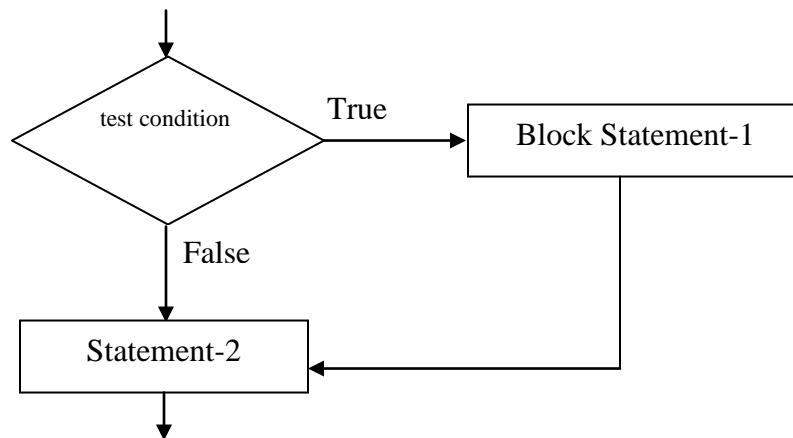 test condition
True
Block Statement-1
False
Statement-2